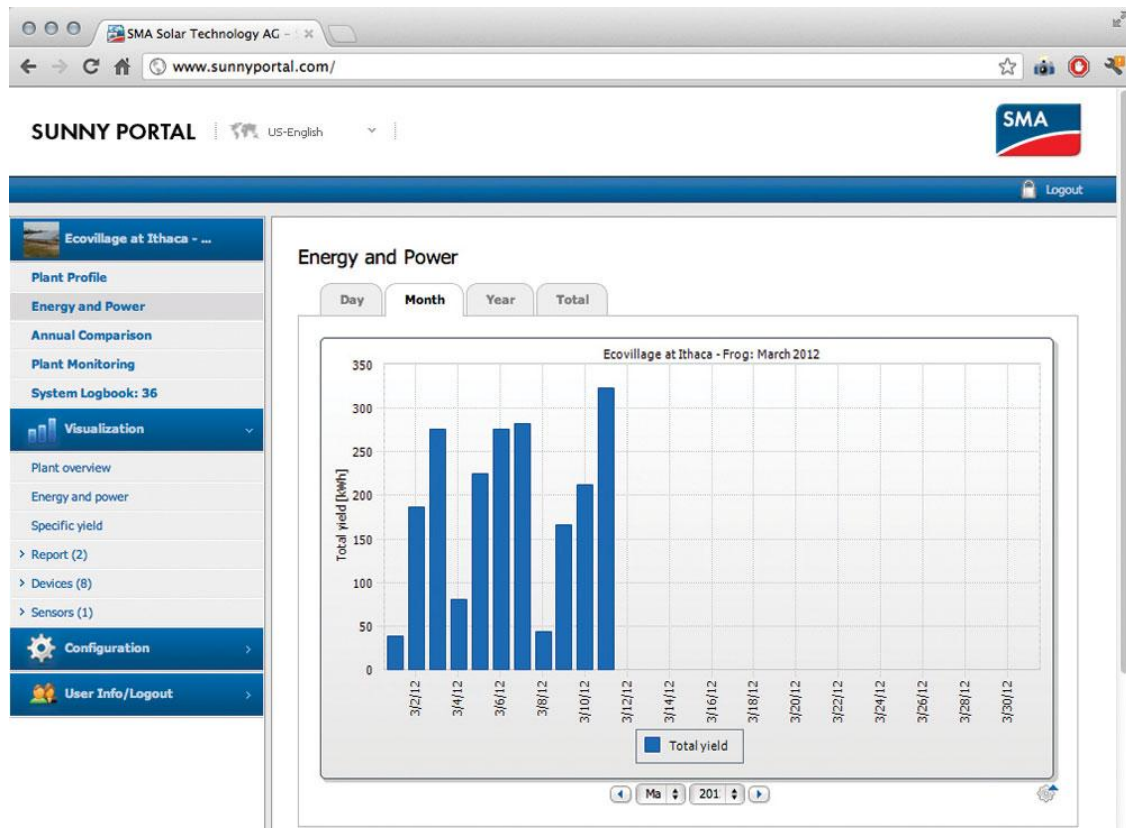 SMA Solar Technology AG -
www.sunnyportal.com/
SUNNY PORTAL
US-English
SMA
Logout
Ecovillage at Ithaca - ...
Plant Profile
Energy and Power
Annual Comparison
Plant Monitoring
System Logbook: 36
Visualization
Plant overview
Energy and power
Specific yield
Report (2)
Devices (8)
Sensors (1)
Configuration
User Info/Logout
Energy and Power
Day Month Year Total
Ecovillage at Ithaca - Frog: March 2012
Total yield [kWh]
350
300
250
200
150
100
50
0
3/2/12 3/4/12 3/6/12 3/8/12 3/10/12 3/12/12 3/14/12 3/16/12 3/18/12 3/20/12 3/22/12 3/24/12 3/26/12 3/28/12 3/30/12
Total yield
Ma 201